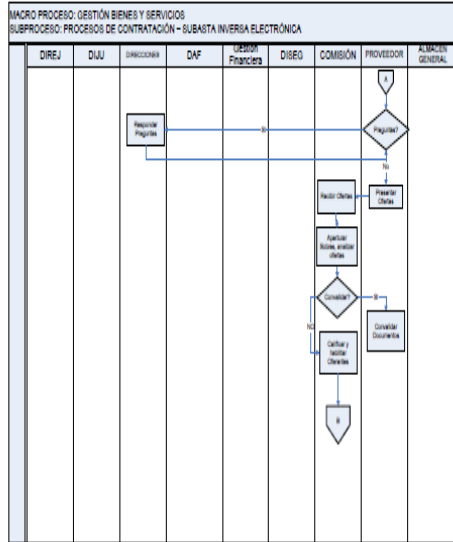 MACRO PROCESO: GESTIÓN BIENES Y SERVICIOS
SUBPROCESO: PROCESOS DE CONTRATACIÓN – SUBASTA INVERSA ELECTRÓNICA
DIREJ
DIJU
DIRECCIONES
DAF
Gestión
Financiera
DISEG
COMISIÓN
PROVEEDOR
ALMACÉN
GENERAL
A
Responder
Preguntas
SI
Preguntas?
No
Recibir Ofertas
Presentar
Ofertas
Aperturar
Sobres, analizar
ofertas
Convalidar?
SI
NO
Convalidar
Documentos
Calificar y
habilitar
Oferentes
B